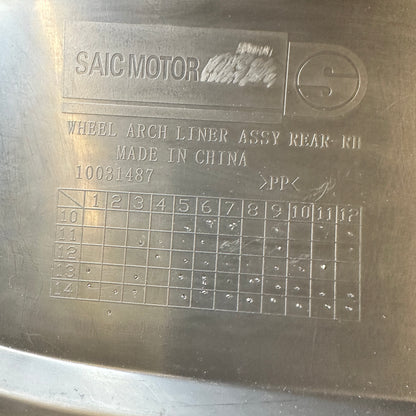 SAIC MOTOR
S
WHEEL ARCH LINER ASSY REAR-RH
MADE IN CHINA
10031487 >PP<
1 2 3 4 5 6 7 8 9 10 11 12
10
11
12
13
14